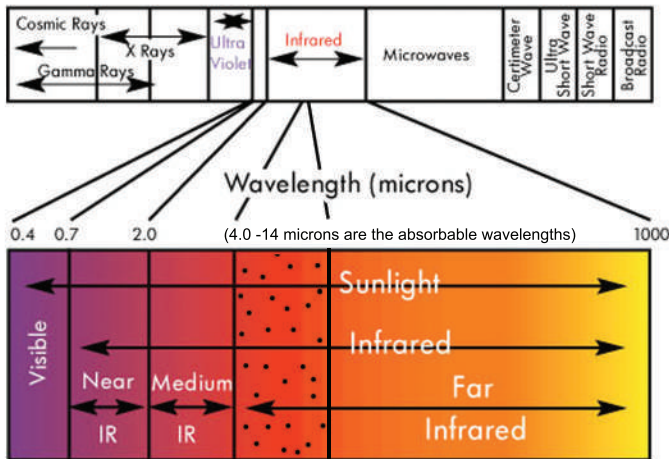 Cosmic Rays
X Rays
Gamma Rays
Ultra
Violet
Infrared
Microwaves
Certimeter
Wave
Ultra
Short Wave
Short Wave
Radio
Broadcast
Radio
Wavelength (microns)
0.4 0.7 2.0 (4.0 -14 microns are the absorbable wavelengths) 1000
Visible
Sunlight
Infrared
Near
IR
Medium
IR
Far
Infrared